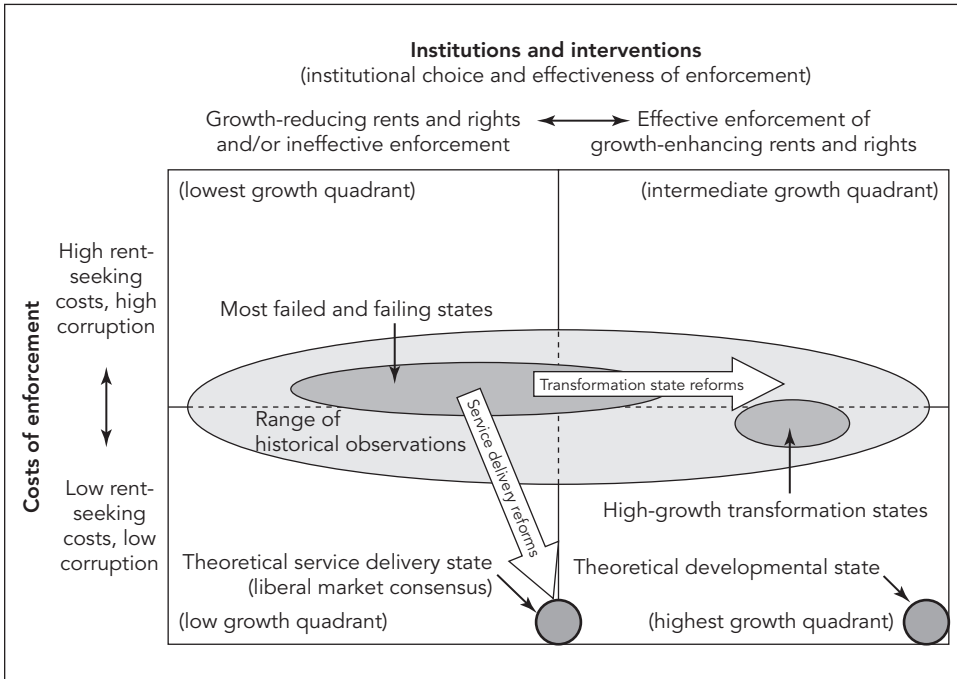 Institutions and interventions
(institutional choice and effectiveness of enforcement)
Growth-reducing rents and rights
and/or ineffective enforcement
Effective enforcement of
growth-enhancing rents and rights
(lowest growth quadrant)
(intermediate growth quadrant)
Costs of enforcement
High rent-
seeking
costs, high
corruption
Low rent-
seeking
costs, low
corruption
Most failed and failing states
Transformation state reforms
Range of
historical observations
Service delivery reforms
High-growth transformation states
Theoretical service delivery state
(liberal market consensus)
Theoretical developmental state
(low growth quadrant)
(highest growth quadrant)